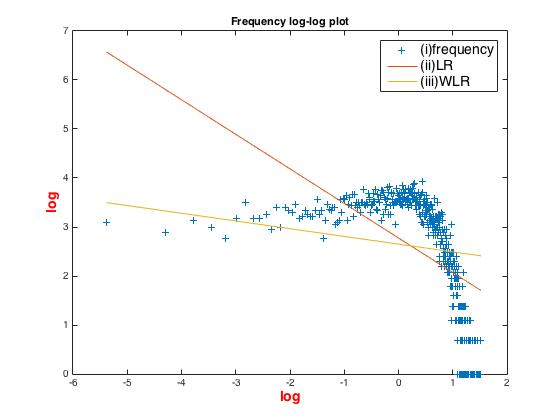 Frequency log-log plot
7
6
5
4
3
2
1
0
log
(i)frequency
(ii)LR
(iii)WLR
-6 -5 -4 -3 -2 -1 0 1 2
log